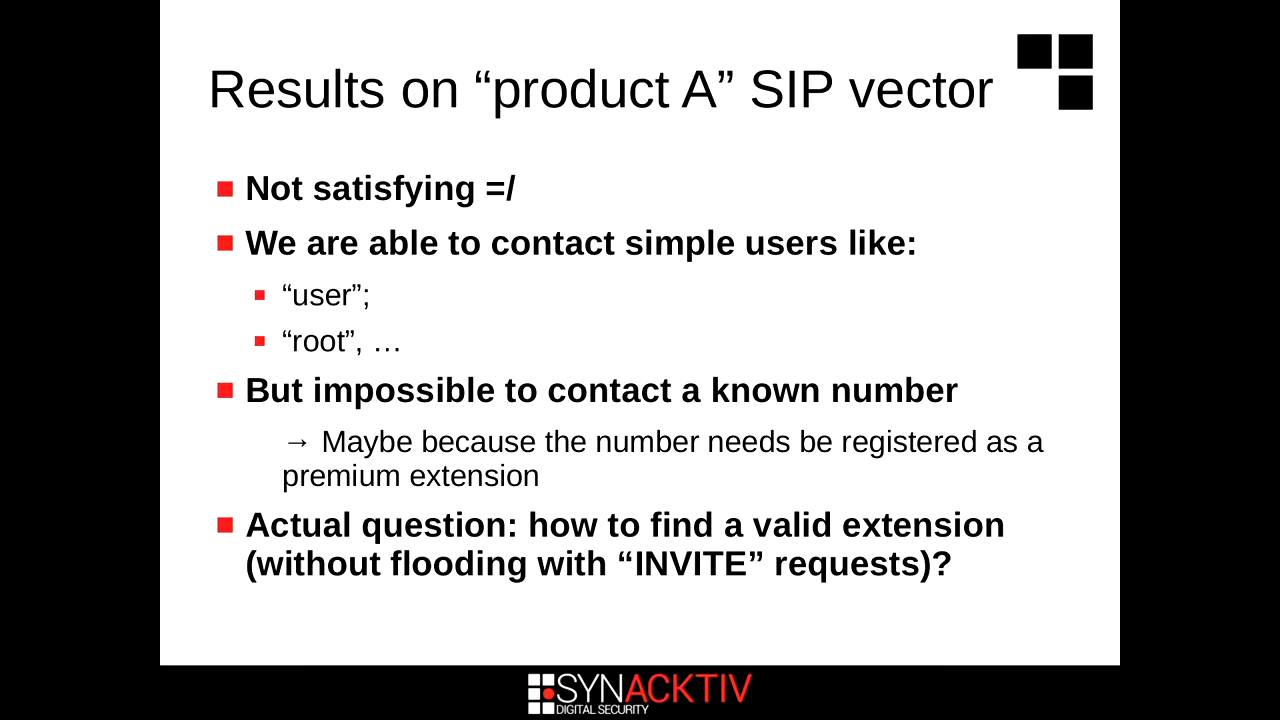 Results on “product A” SIP vector
Not satisfying =/
We are able to contact simple users like:
“user”;
“root”, …
But impossible to contact a known number
→ Maybe because the number needs be registered as a
premium extension
Actual question: how to find a valid extension
(without flooding with “INVITE” requests)?
SYNACKTIV
DIGITAL SECURITY